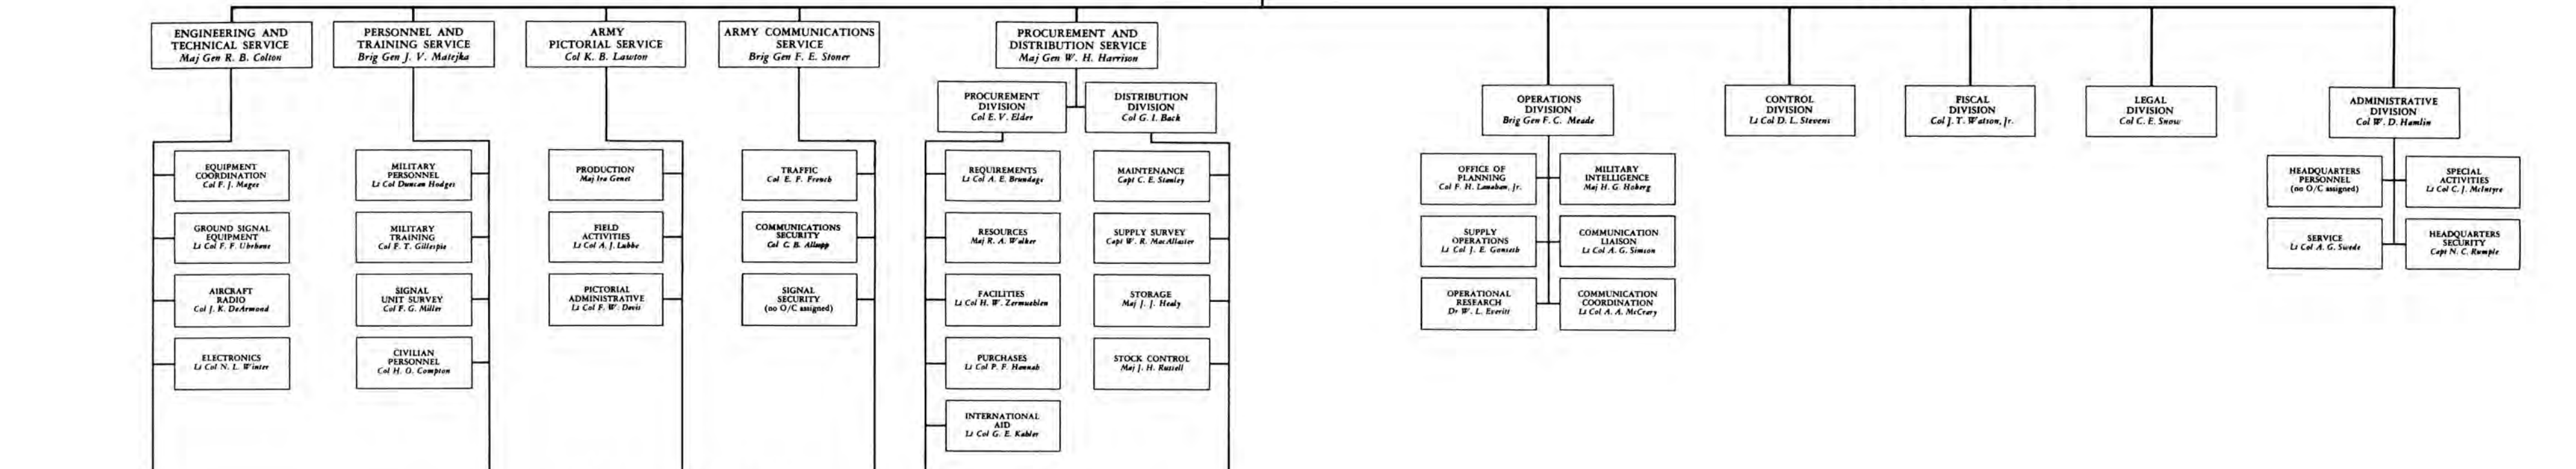 ENGINEERING AND
TECHNICAL SERVICE
Maj Gen R. B. Colton
PERSONNEL AND
TRAINING SERVICE
Brig Gen J. V. Matejka
ARMY
PICTORIAL SERVICE
Col K. B. Lawton
ARMY COMMUNICATIONS
SERVICE
Brig Gen F. E. Stoner
PROCUREMENT AND
DISTRIBUTION SERVICE
Maj Gen W. H. Harrison
PROCUREMENT
DIVISION
Col E. V. Elder
DISTRIBUTION
DIVISION
Col G. I. Back
OPERATIONS
DIVISION
Brig Gen F. C. Meade
CONTROL
DIVISION
Lt Col D. L. Stevens
FISCAL
DIVISION
Col J. T. Watson, Jr.
LEGAL
DIVISION
Col C. E. Snow
ADMINISTRATIVE
DIVISION
Col W. D. Hamlin
EQUIPMENT
COORDINATION
Col F. J. Magee
GROUND SIGNAL
EQUIPMENT
Lt Col F. F. Uhrhane
AIRCRAFT
RADIO
Col J. K. DeArmond
ELECTRONICS
Lt Col N. L. Winter
MILITARY
PERSONNEL
Lt Col Duncan Hodges
MILITARY
TRAINING
Col F. T. Gillespie
SIGNAL
UNIT SURVEY
Col F. G. Miller
CIVILIAN
PERSONNEL
Col H. O. Compton
PRODUCTION
Maj Ira Genet
FIELD
ACTIVITIES
Lt Col A. J. Lubbe
PICTORIAL
ADMINISTRATIVE
Lt Col F. W. Davis
TRAFFIC
Col E. F. French
COMMUNICATIONS
SECURITY
Col C. B. Allsopp
SIGNAL
SECURITY
(no O/C assigned)
REQUIREMENTS
Lt Col A. E. Brundage
RESOURCES
Maj R. A. Walker
FACILITIES
Lt Col H. W. Zermuehlen
PURCHASES
Lt Col P. F. Hannah
INTERNATIONAL
AID
Lt Col G. E. Kabler
MAINTENANCE
Capt C. E. Stanley
SUPPLY SURVEY
Capt W. R. MacAllaster
STORAGE
Maj J. J. Healy
STOCK CONTROL
Maj J. H. Russell
OFFICE OF
PLANNING
Col F. H. Lanahan, Jr.
SUPPLY
OPERATIONS
Lt Col J. E. Gonseth
OPERATIONAL
RESEARCH
Dr W. L. Everitt
MILITARY
INTELLIGENCE
Maj H. G. Hoberg
COMMUNICATION
LIAISON
Lt Col A. G. Simson
COMMUNICATION
COORDINATION
Lt Col A. A. McCrary
HEADQUARTERS
PERSONNEL
(no O/C assigned)
SERVICE
Lt Col A. G. Swede
SPECIAL
ACTIVITIES
Lt Col C. J. McIntyre
HEADQUARTERS
SECURITY
Capt N. C. Rumple